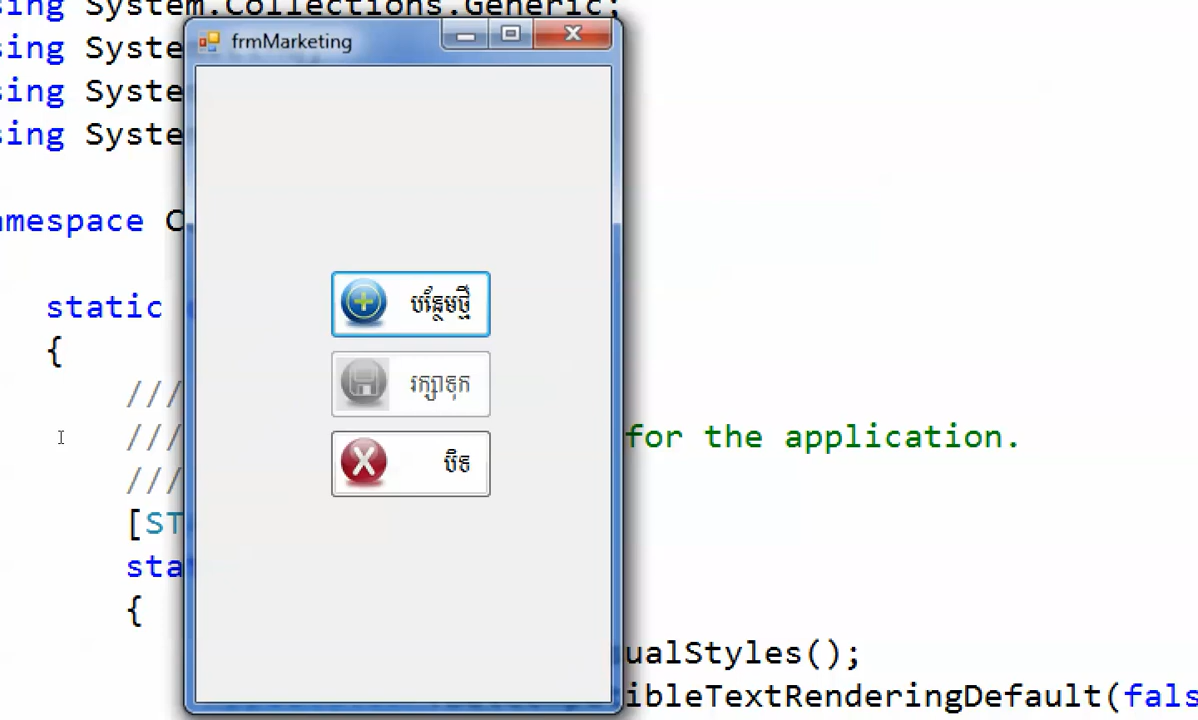 using System.Collections.Generic;
frmMarketing
sing Syste
sing Syste
sing Syste
amespace C
បន្ថែមថ្មី
static
{
រក្សាទុក
///
/// for the application.
បិទ
///
[ST
sta
{
ualStyles();
ibleTextRenderingDefault(fals